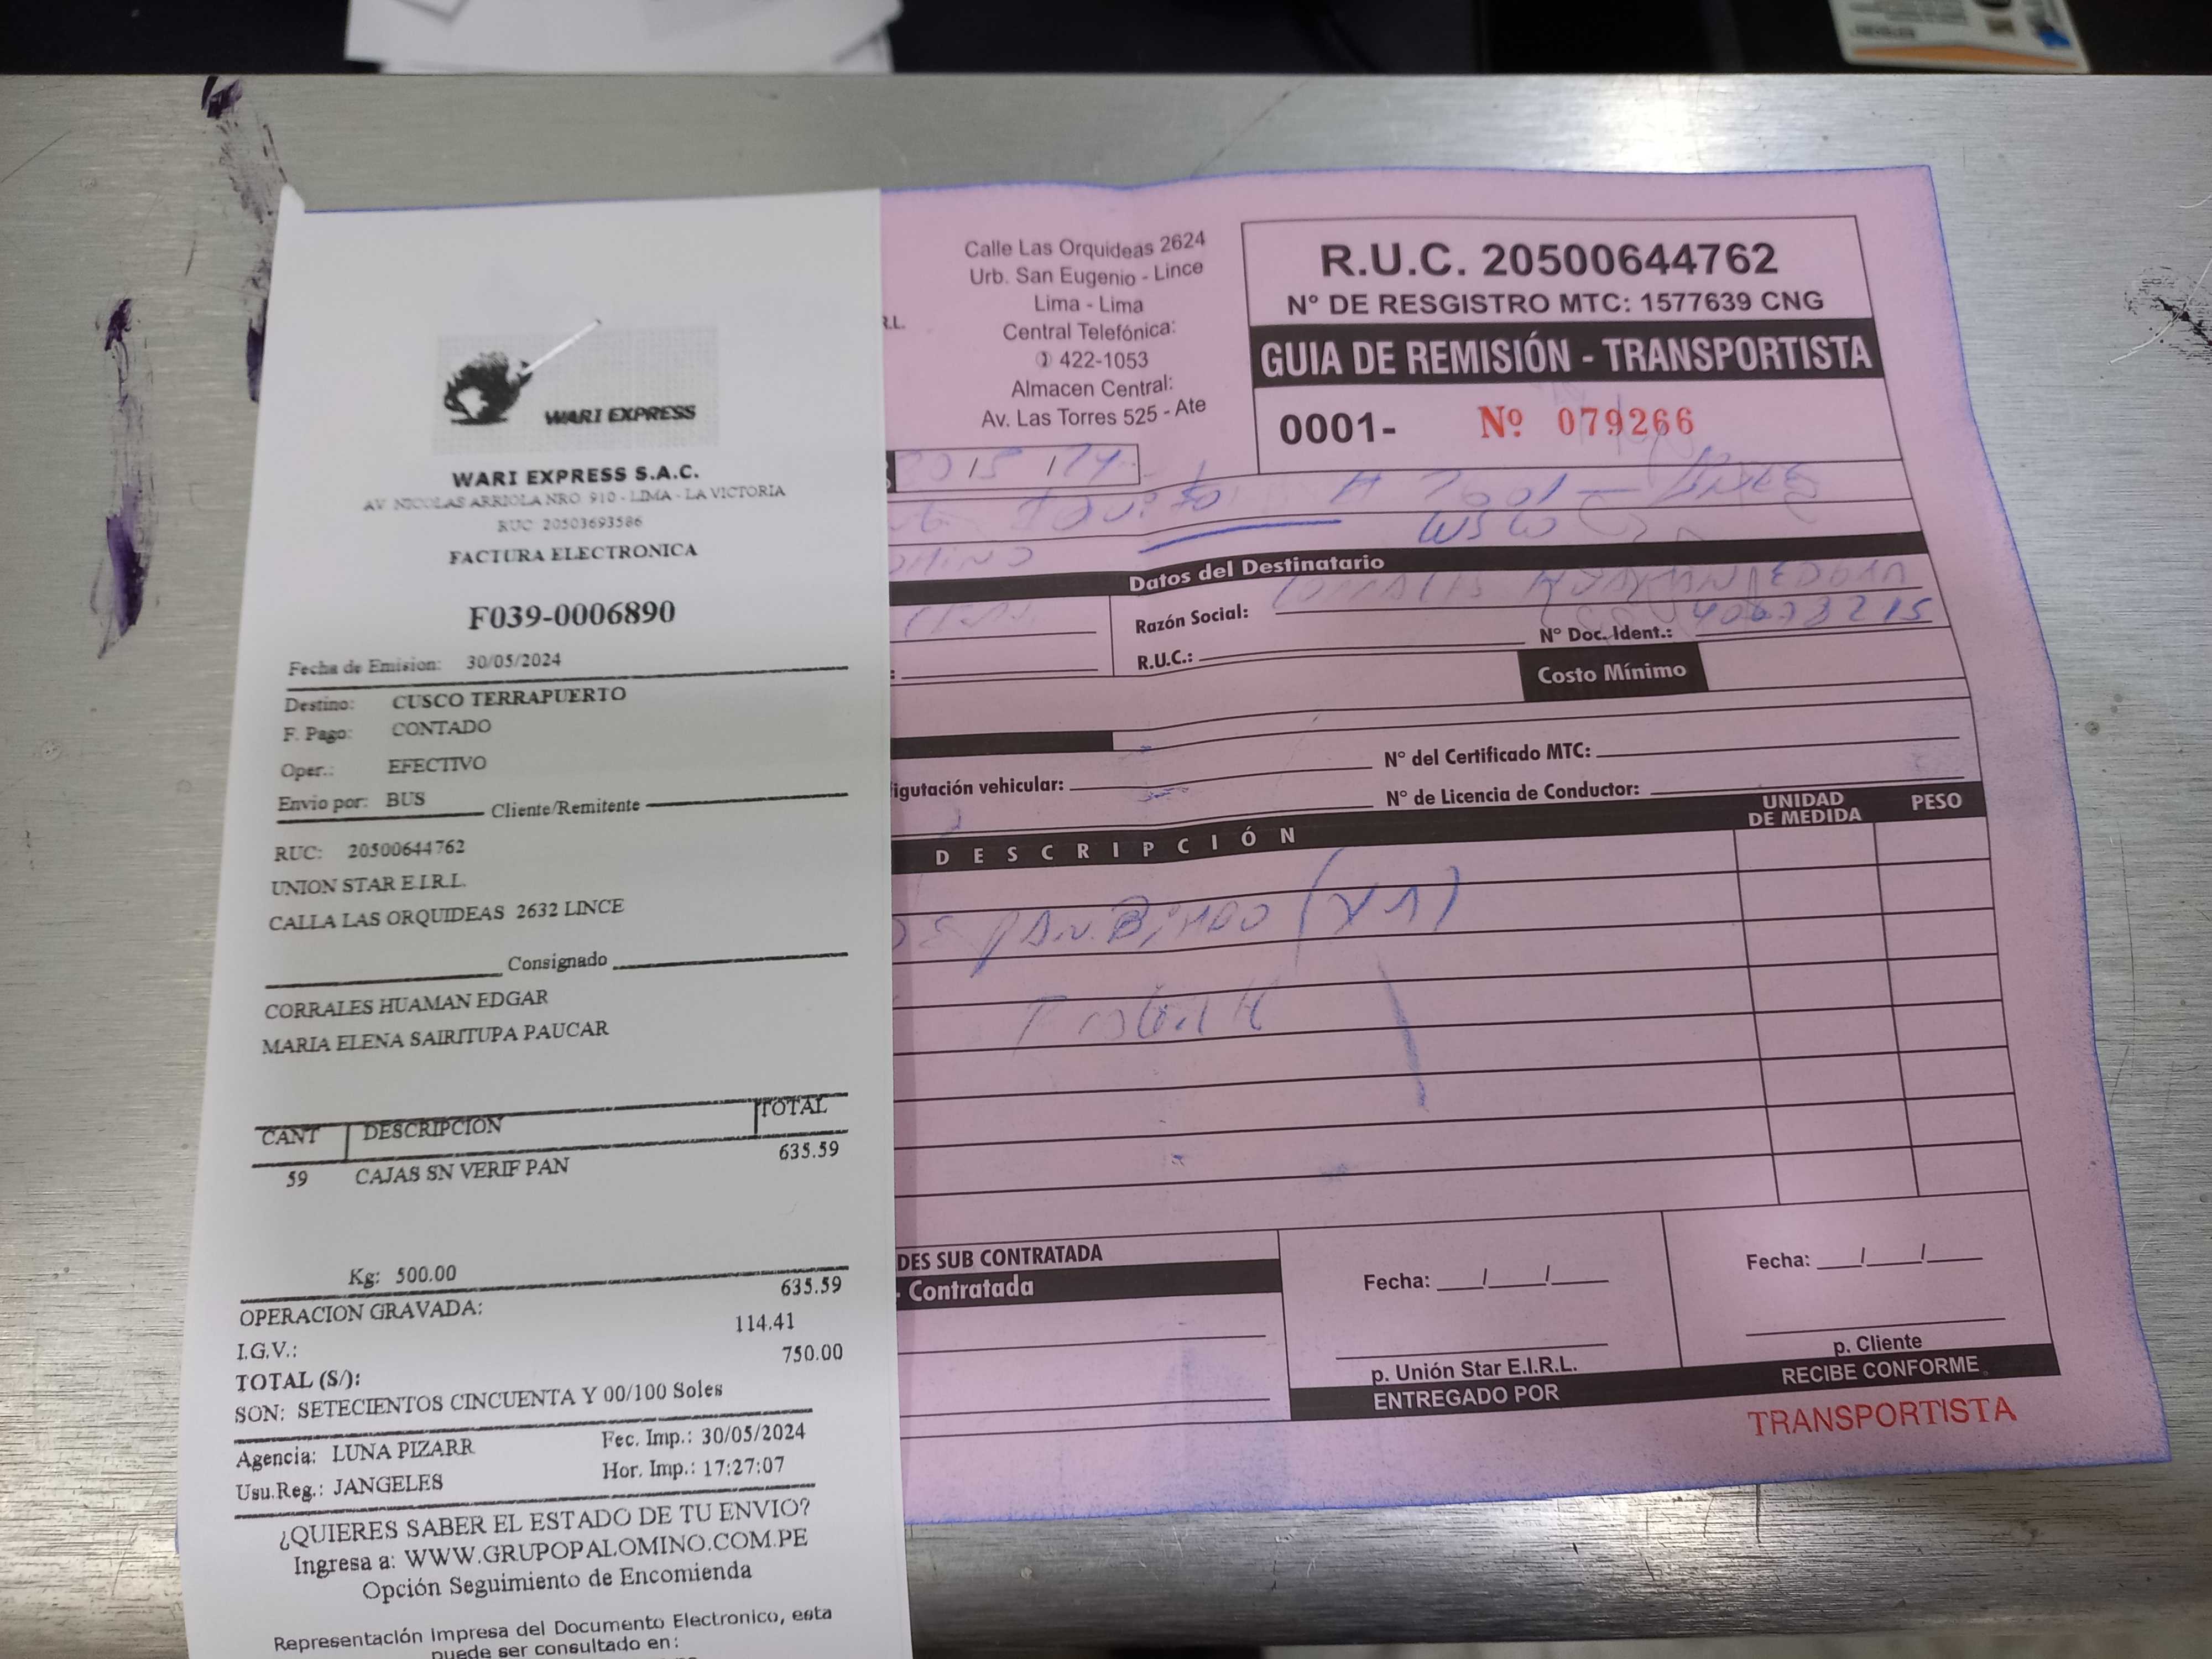 WARI EXPRESS
WARI EXPRESS S.A.C.
AV. NICOLAS ARRIOLA NRO. 910 - LIMA - LA VICTORIA
RUC 20503693586
FACTURA ELECTRONICA
F039-0006890
Fecha de Emision: 30/05/2024
Destino: CUSCO TERRAPUERTO
F. Pago: CONTADO
Oper.: EFECTIVO
Envio por: BUS
Cliente/Remitente
RUC: 20500644762
UNION STAR E.I.R.L.
CALLA LAS ORQUIDEAS 2632 LINCE
Consignado
CORRALES HUAMAN EDGAR
MARIA ELENA SAIRITUPA PAUCAR
CANT DESCRIPCION TOTAL
59 CAJAS SN VERIF PAN 635.59
Kg: 500.00
OPERACION GRAVADA: 635.59
I.G.V.: 114.41
TOTAL (S/): 750.00
SON: SETECIENTOS CINCUENTA Y 00/100 Soles
Agencia: LUNA PIZARR Fec. Imp.: 30/05/2024
Usu.Reg.: JANGELES Hor. Imp.: 17:27:07
¿QUIERES SABER EL ESTADO DE TU ENVIO?
Ingresa a: WWW.GRUPOPALOMINO.COM.PE
Opción Seguimiento de Encomienda
Representación Impresa del Documento Electronico, esta
puede ser consultado en:
R.L.
Calle Las Orquideas 2624
Urb. San Eugenio - Lince
Lima - Lima
Central Telefónica:
422-1053
Almacen Central:
Av. Las Torres 525 - Ate
R.U.C. 20500644762
N° DE RESGISTRO MTC: 1577639 CNG
GUIA DE REMISIÓN - TRANSPORTISTA
0001- Nº 079266
Datos del Destinatario
Razón Social:
R.U.C.: N° Doc. Ident.:
Costo Mínimo
N° del Certificado MTC:
igutación vehicular:
N° de Licencia de Conductor:
DESCRIPCIÓN UNIDAD DE MEDIDA PESO
DES SUB CONTRATADA
Contratada
Fecha: / /
p. Unión Star E.I.R.L.
ENTREGADO POR
Fecha: / /
p. Cliente
RECIBE CONFORME
TRANSPORTISTA